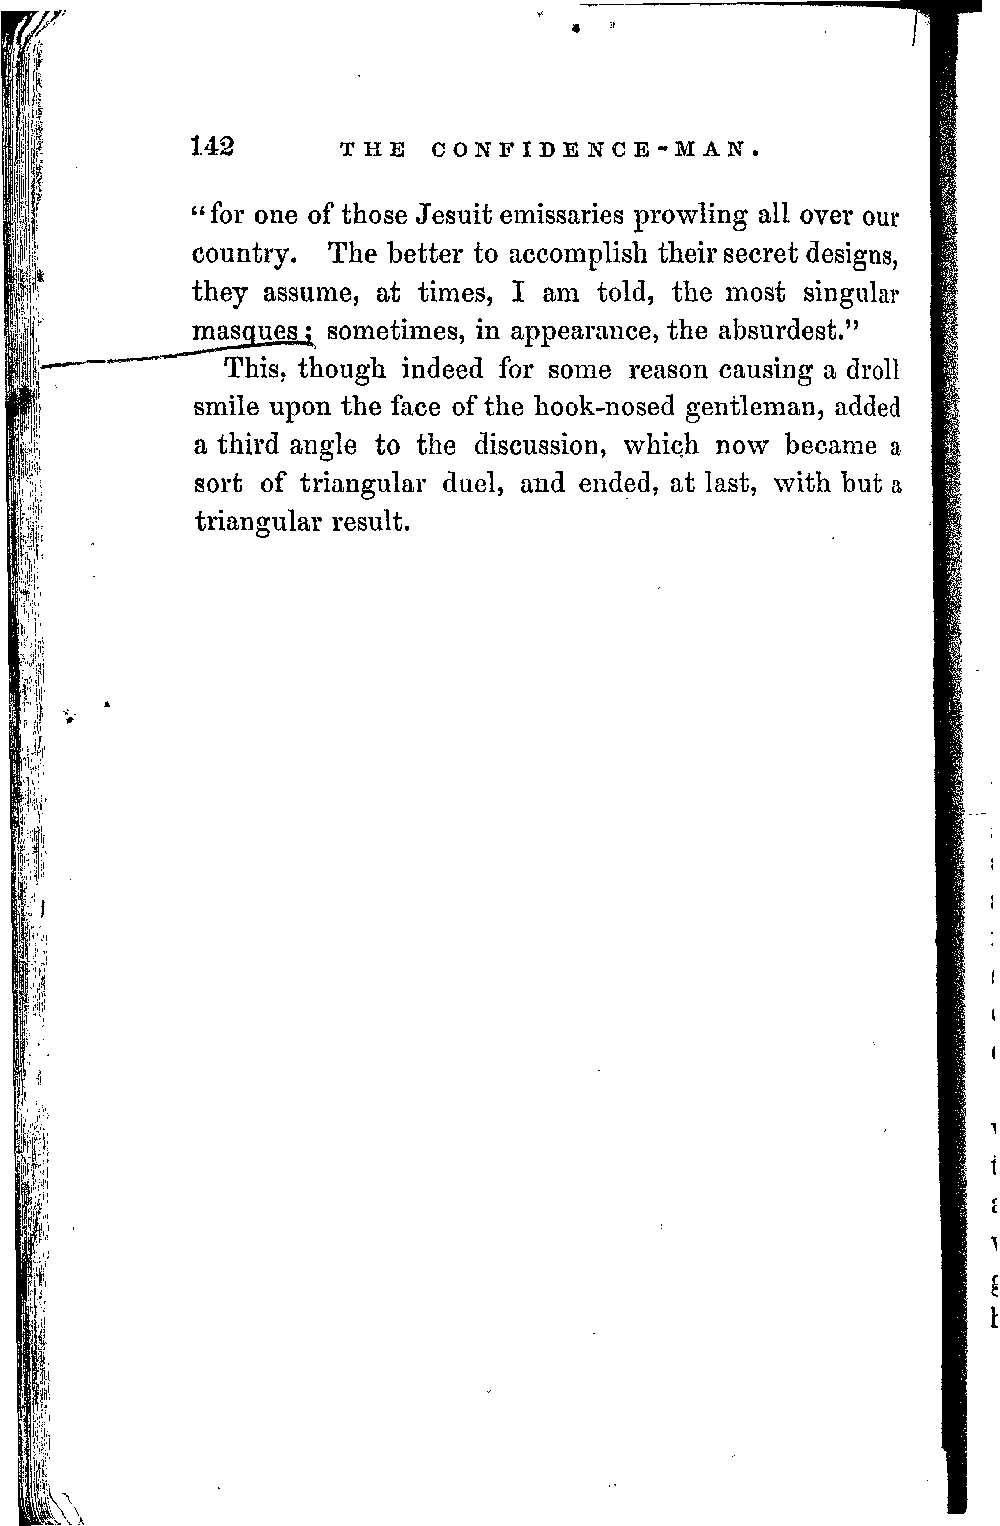 142 THE CONFIDENCE-MAN.
"for one of those Jesuit emissaries prowling all over our
country. The better to accomplish their secret designs,
they assume, at times, I am told, the most singular
masques; sometimes, in appearance, the absurdest."
This, though indeed for some reason causing a droll
smile upon the face of the hook-nosed gentleman, added
a third angle to the discussion, which now became a
sort of triangular duel, and ended, at last, with but a
triangular result.